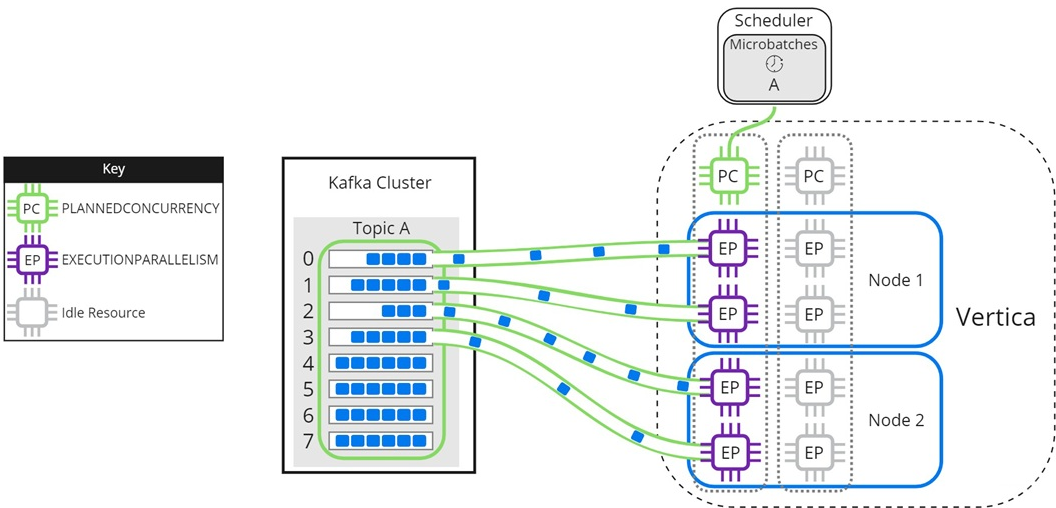 Scheduler
Microbatches
A
Key
PC PLANNEDCONCURRENCY
EP EXECUTIONPARALLELISM
Idle Resource
Kafka Cluster
Topic A
0
1
2
3
4
5
6
7
PC PC
EP EP
Node 1
EP EP
Vertica
EP EP
Node 2
EP EP